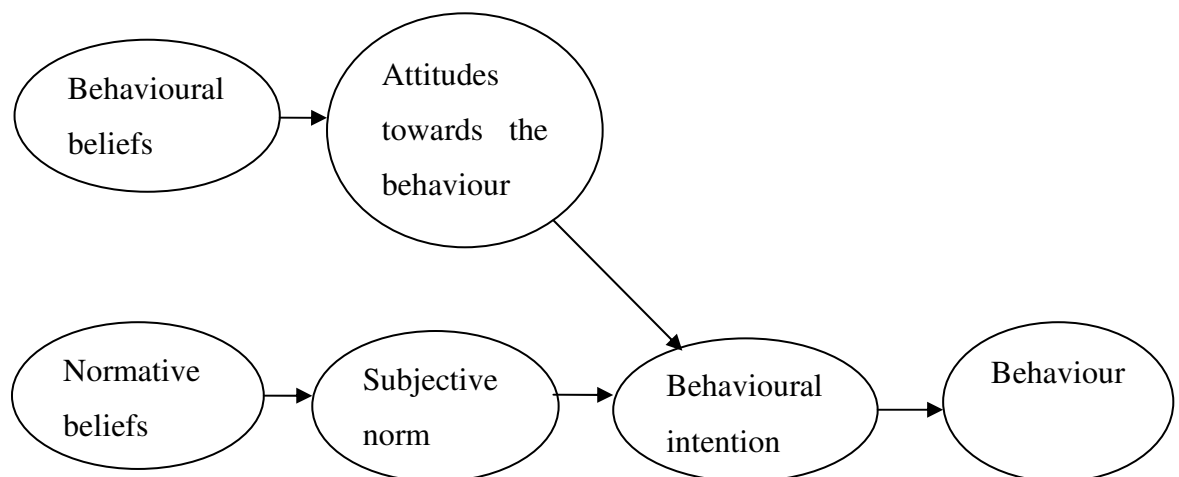 Behavioural
beliefs
Attitudes
towards the
behaviour
Normative
beliefs
Subjective
norm
Behavioural
intention
Behaviour